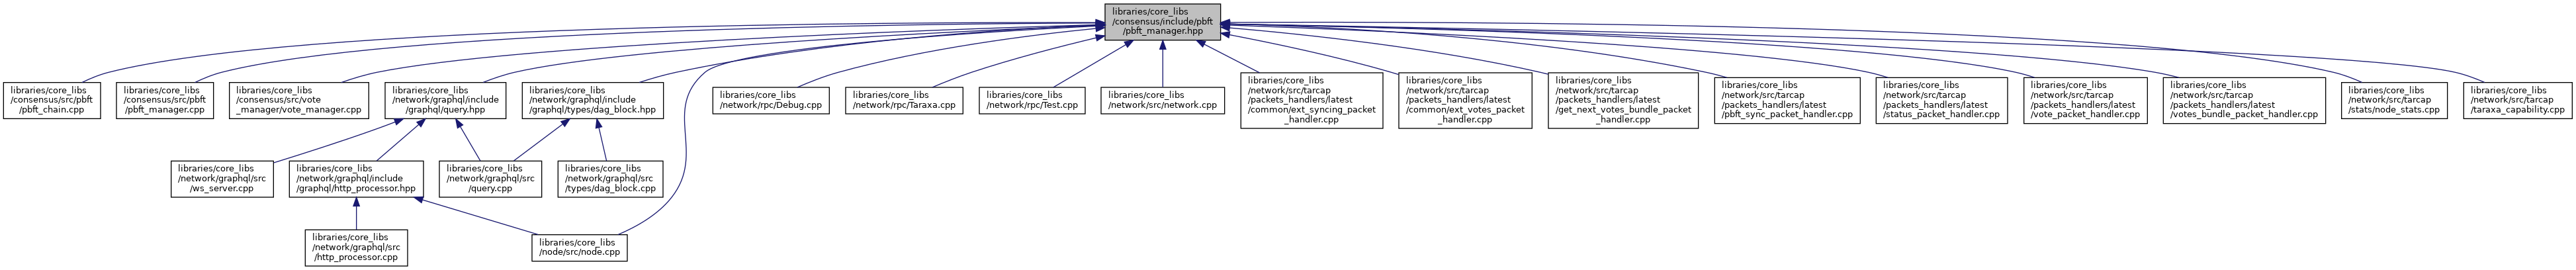 libraries/core_libs
/consensus/include/pbft
/pbft_manager.hpp
libraries/core_libs
/consensus/src/pbft
/pbft_chain.cpp
libraries/core_libs
/consensus/src/pbft
/pbft_manager.cpp
libraries/core_libs
/consensus/src/vote
_manager/vote_manager.cpp
libraries/core_libs
/network/graphql/include
/graphql/query.hpp
libraries/core_libs
/network/graphql/include
/graphql/types/dag_block.hpp
libraries/core_libs
/network/rpc/Debug.cpp
libraries/core_libs
/network/rpc/Taraxa.cpp
libraries/core_libs
/network/rpc/Test.cpp
libraries/core_libs
/network/src/network.cpp
libraries/core_libs
/network/src/tarcap
/packets_handlers/latest
/common/ext_syncing_packet
_handler.cpp
libraries/core_libs
/network/src/tarcap
/packets_handlers/latest
/common/ext_votes_packet
_handler.cpp
libraries/core_libs
/network/src/tarcap
/packets_handlers/latest
/get_next_votes_bundle_packet
_handler.cpp
libraries/core_libs
/network/src/tarcap
/packets_handlers/latest
/pbft_sync_packet_handler.cpp
libraries/core_libs
/network/src/tarcap
/packets_handlers/latest
/status_packet_handler.cpp
libraries/core_libs
/network/src/tarcap
/packets_handlers/latest
/vote_packet_handler.cpp
libraries/core_libs
/network/src/tarcap
/packets_handlers/latest
/votes_bundle_packet_handler.cpp
libraries/core_libs
/network/src/tarcap
/stats/node_stats.cpp
libraries/core_libs
/network/src/tarcap
/taraxa_capability.cpp
libraries/core_libs
/network/graphql/src
/ws_server.cpp
libraries/core_libs
/network/graphql/include
/graphql/http_processor.hpp
libraries/core_libs
/network/graphql/src
/query.cpp
libraries/core_libs
/network/graphql/src
/types/dag_block.cpp
libraries/core_libs
/network/graphql/src
/http_processor.cpp
libraries/core_libs
/node/src/node.cpp